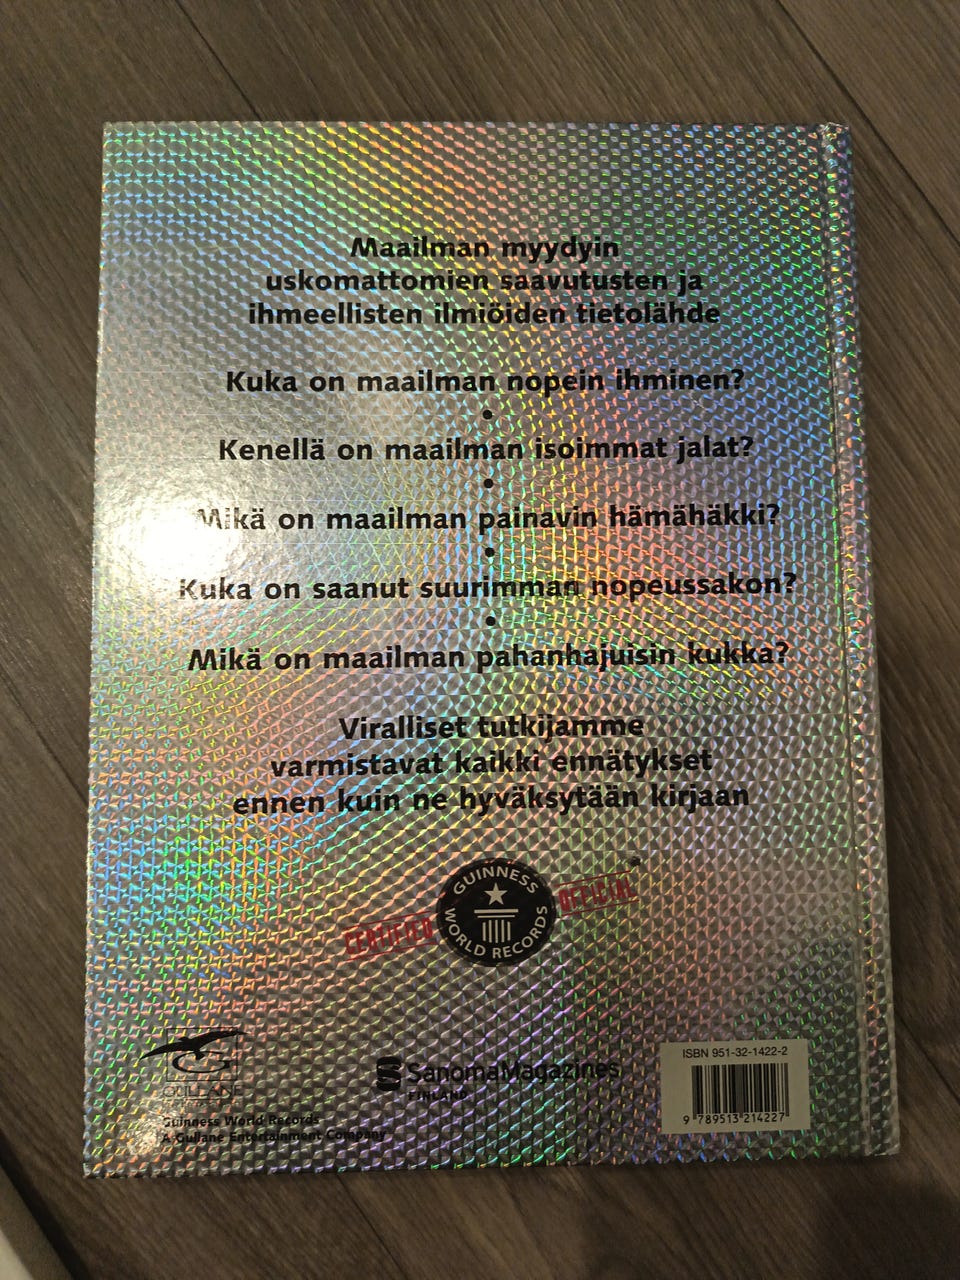 Maailman myydyin
uskomattomien saavutusten ja
ihmeellisten ilmiöiden tietolähde
Kuka on maailman nopein ihminen?
•
Kenellä on maailman isoimmat jalat?
•
Mikä on maailman painavin hämähäkki?
•
Kuka on saanut suurimman nopeussakon?
•
Mikä on maailman pahanhajuisin kukka?
Viralliset tutkijamme
varmistavat kaikki ennätykset
ennen kuin ne hyväksytään kirjaan
CERTIFIED
GUINNESS
WORLD RECORDS
OFFICIAL
G
GULLANE
Guinness World Records
A Gullane Entertainment Company
SanomaMagazines
FINLAND
ISBN 951-32-1422-2
9 789513 214227